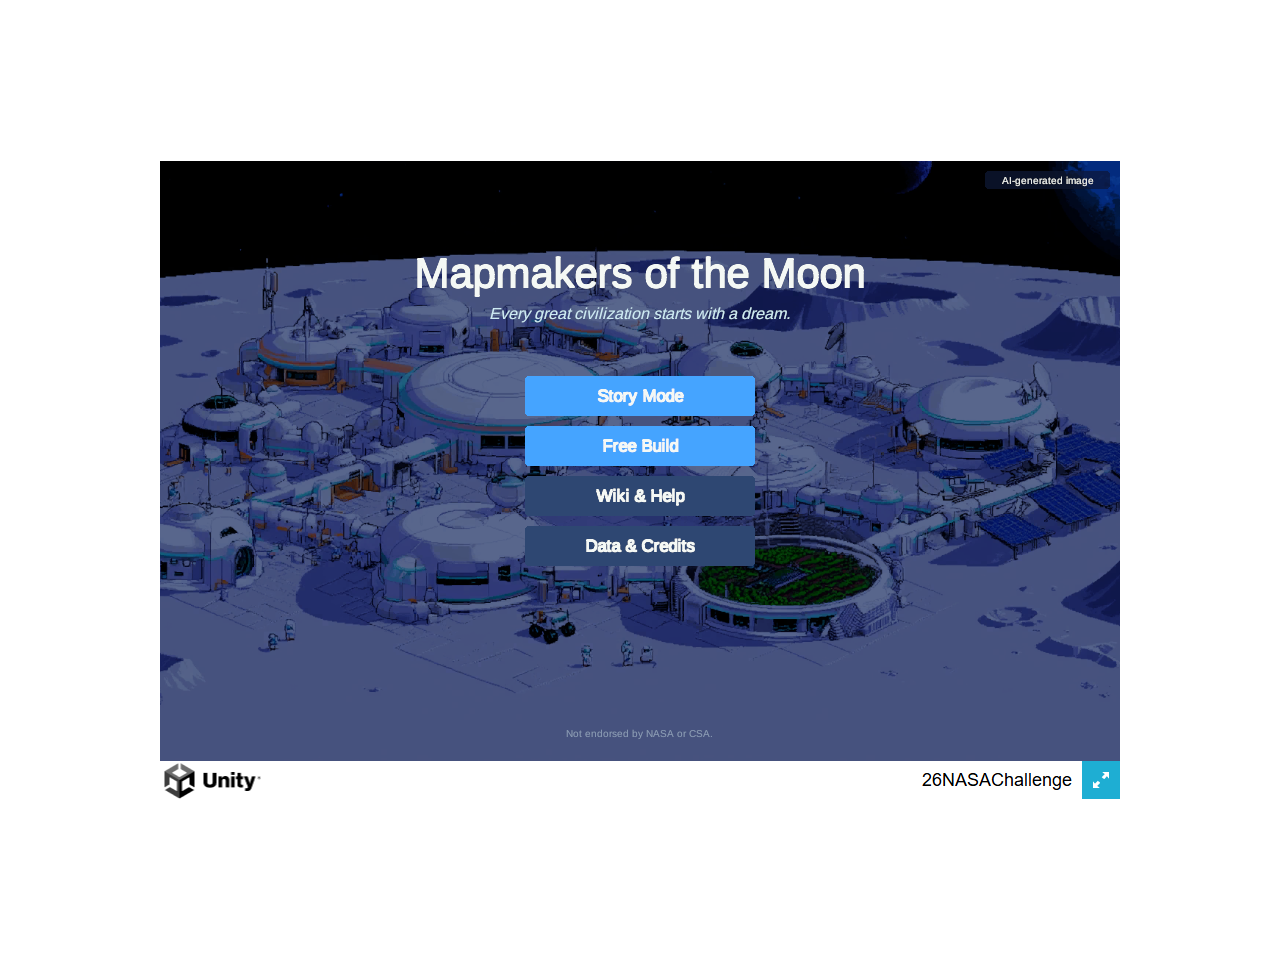 AI-generated image
Mapmakers of the Moon
Every great civilization starts with a dream.
Story Mode
Free Build
Wiki & Help
Data & Credits
Not endorsed by NASA or CSA.
Unity
26NASAChallenge